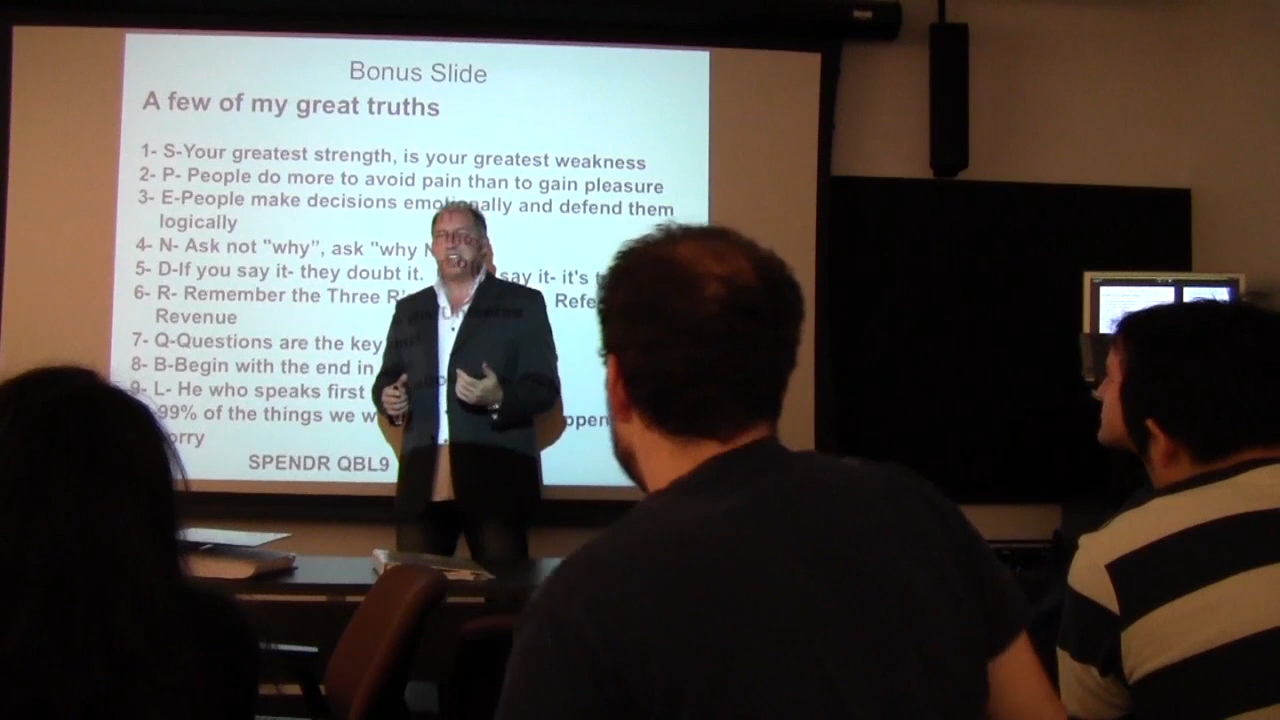 Bonus Slide
A few of my great truths
1- S-Your greatest strength, is your greatest weakness
2- P- People do more to avoid pain than to gain pleasure
3- E-People make decisions emotionally and defend them
logically
4- N- Ask not "why", ask "why
5- D-If you say it- they doubt it. say it- it's
6- R- Remember the Three
Revenue
7- Q-Questions are the key
8- B-Begin with the end in
9- L- He who speaks first
99% of the things we
SPENDR QBL9